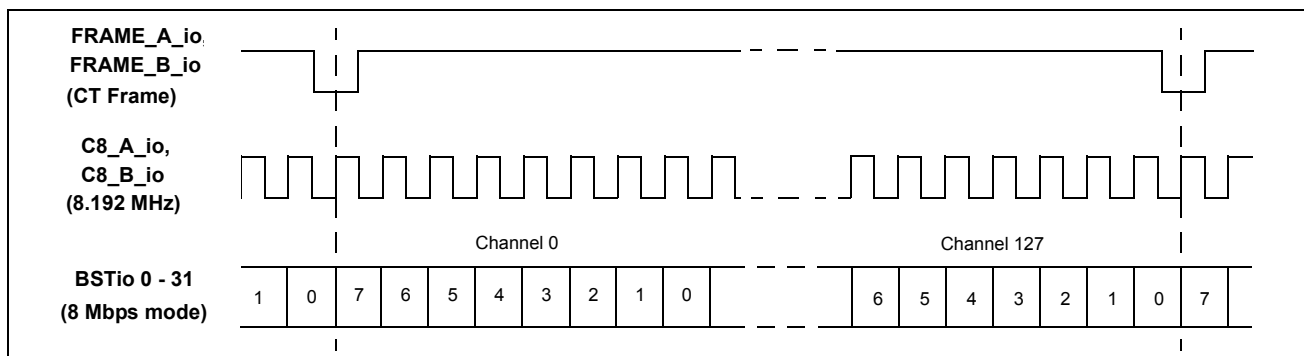 FRAME_A_io,
FRAME_B_io
(CT Frame)
C8_A_io,
C8_B_io
(8.192 MHz)
Channel 0
Channel 127
BSTio 0 - 31
(8 Mbps mode)
1 0 7 6 5 4 3 2 1 0
6 5 4 3 2 1 0 7